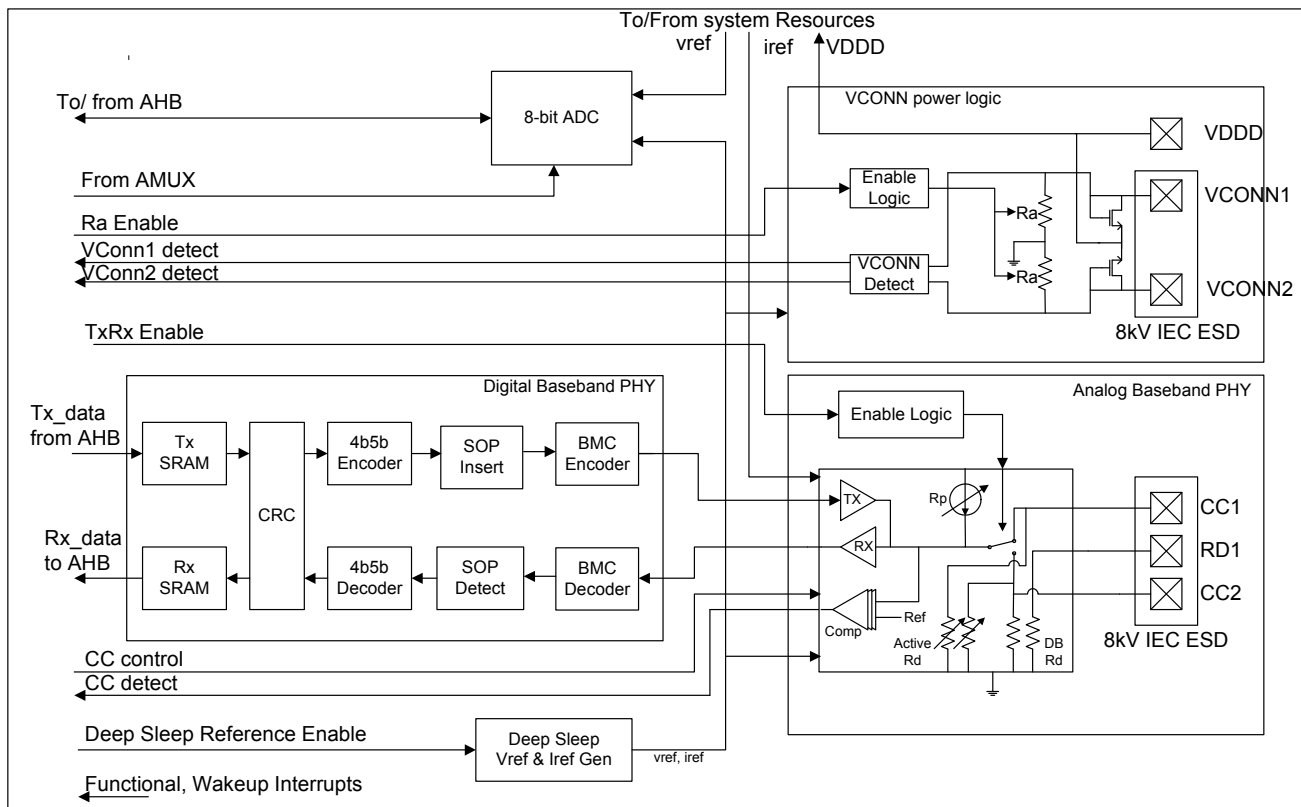 To/From system Resources
vref
iref
VDDD
VCONN power logic
To/ from AHB
8-bit ADC
VDDD
From AMUX
Enable
Logic
Ra
VCONN1
Ra Enable
VConn1 detect
VConn2 detect
VCONN
Detect
Ra
VCONN2
8kV IEC ESD
TxRx Enable
Digital Baseband PHY
Analog Baseband PHY
Enable Logic
Tx_data
from AHB
Tx
SRAM
CRC
4b5b
Encoder
SOP
Insert
BMC
Encoder
TX
Rp
CC1
Rx_data
to AHB
Rx
SRAM
4b5b
Decoder
SOP
Detect
BMC
Decoder
RX
RD1
CC2
Comp
Ref
Active
Rd
DB
Rd
8kV IEC ESD
CC control
CC detect
Deep Sleep Reference Enable
Deep Sleep
Vref & Iref Gen
vref, iref
Functional, Wakeup Interrupts